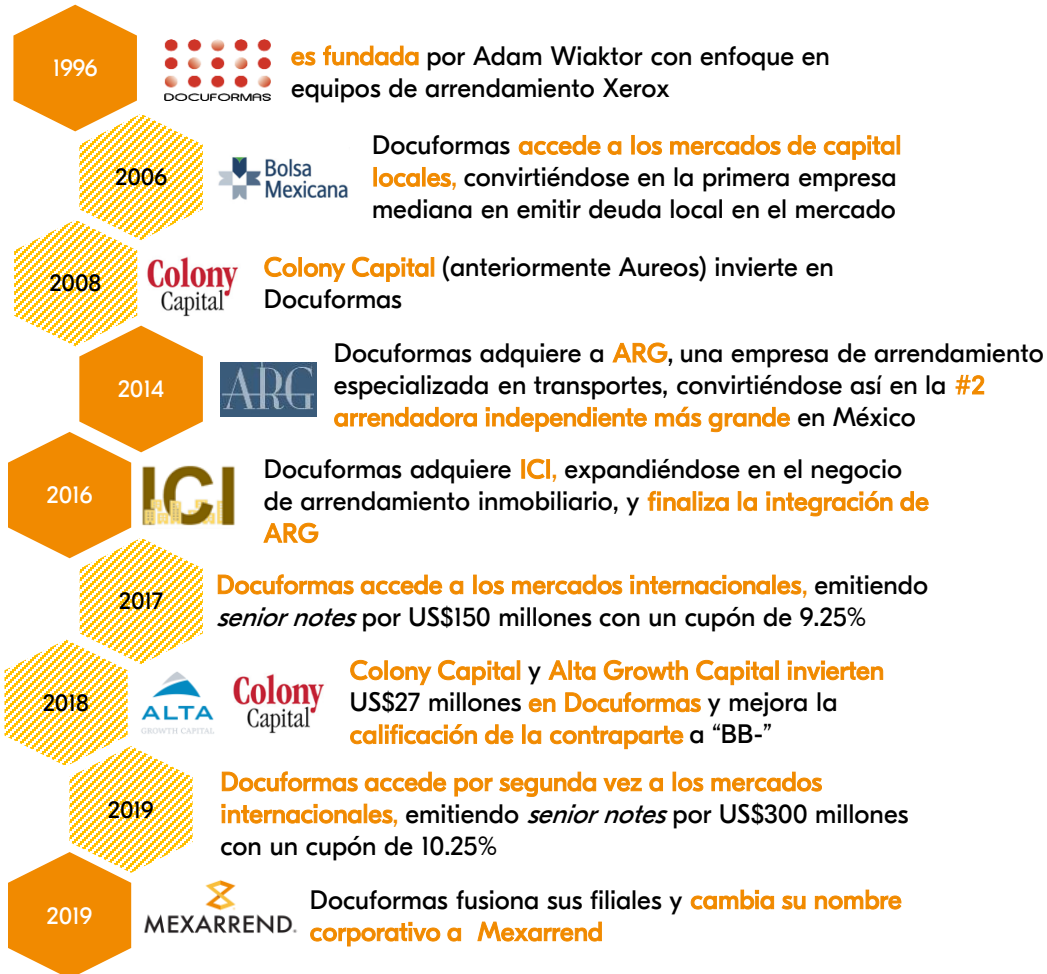 1996
DOCUFORMAS
es fundada por Adam Wiaktor con enfoque en
equipos de arrendamiento Xerox
2006
Bolsa
Mexicana
Docuformas accede a los mercados de capital
locales, convirtiéndose en la primera empresa
mediana en emitir deuda local en el mercado
2008
Colony
Capital
Colony Capital (anteriormente Aureos) invierte en
Docuformas
2014
ARG
Docuformas adquiere a ARG, una empresa de arrendamiento
especializada en transportes, convirtiéndose así en la #2
arrendadora independiente más grande en México
2016
ICI
Docuformas adquiere ICI, expandiéndose en el negocio
de arrendamiento inmobiliario, y finaliza la integración de
ARG
2017
Docuformas accede a los mercados internacionales, emitiendo
senior notes por US$150 millones con un cupón de 9.25%
2018
ALTA
GROWTH CAPITAL
Colony
Capital
Colony Capital y Alta Growth Capital invierten
US$27 millones en Docuformas y mejora la
calificación de la contraparte a “BB-”
2019
Docuformas accede por segunda vez a los mercados
internacionales, emitiendo senior notes por US$300 millones
con un cupón de 10.25%
2019
MEXARREND.
Docuformas fusiona sus filiales y cambia su nombre
corporativo a Mexarrend